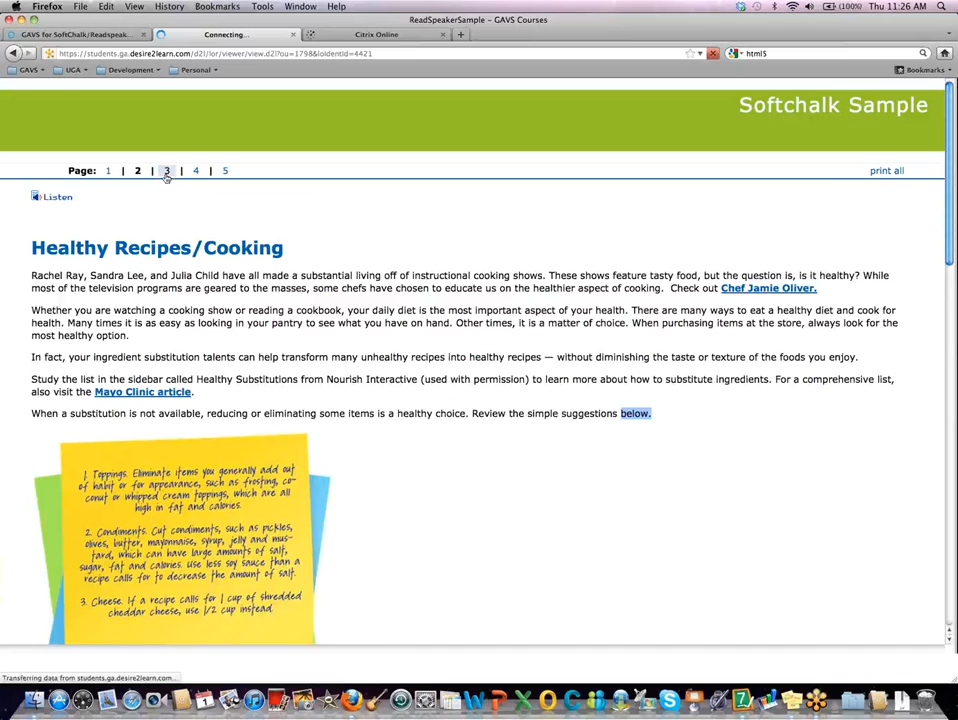 Firefox File Edit View History Bookmarks Tools Window Help (100%) Thu 11:26 AM
ReadSpeakerSample - GAVS Courses
GAVS for SoftChalk/Readspeak... Connecting... Citrix Online
https://students.ga.desire2learn.com/d2l/lor/viewer/view.d2l?ou=1798&loIdentId=4421 html5
GAVS UGA Development Personal Bookmarks
Softchalk Sample
Page: 1 | 2 | 3 | 4 | 5 print all
Listen
Healthy Recipes/Cooking
Rachel Ray, Sandra Lee, and Julia Child have all made a substantial living off of instructional cooking shows. These shows feature tasty food, but the question is, is it healthy? While
most of the television programs are geared to the masses, some chefs have chosen to educate us on the healthier aspect of cooking. Check out Chef Jamie Oliver.
Whether you are watching a cooking show or reading a cookbook, your daily diet is the most important aspect of your health. There are many ways to eat a healthy diet and cook for
health. Many times it is as easy as looking in your pantry to see what you have on hand. Other times, it is a matter of choice. When purchasing items at the store, always look for the
most healthy option.
In fact, your ingredient substitution talents can help transform many unhealthy recipes into healthy recipes — without diminishing the taste or texture of the foods you enjoy.
Study the list in the sidebar called Healthy Substitutions from Nourish Interactive (used with permission) to learn more about how to substitute ingredients. For a comprehensive list,
also visit the Mayo Clinic article.
When a substitution is not available, reducing or eliminating some items is a healthy choice. Review the simple suggestions below.
1. Toppings. Eliminate items you generally add out
of habit or for appearance, such as frosting, co-
conut or whipped cream toppings, which are all
high in fat and calories.
2. Condiments. Cut condiments, such as pickles,
olives, butter, mayonnaise, syrup, jelly and mus-
tard, which can have large amounts of salt,
sugar, fat and calories. Use less soy sauce than a
recipe calls for to decrease the amount of salt.
3. Cheese. If a recipe calls for 1 cup of shredded
cheddar cheese, use 1/2 cup instead.
Transferring data from students.ga.desire2learn.com...